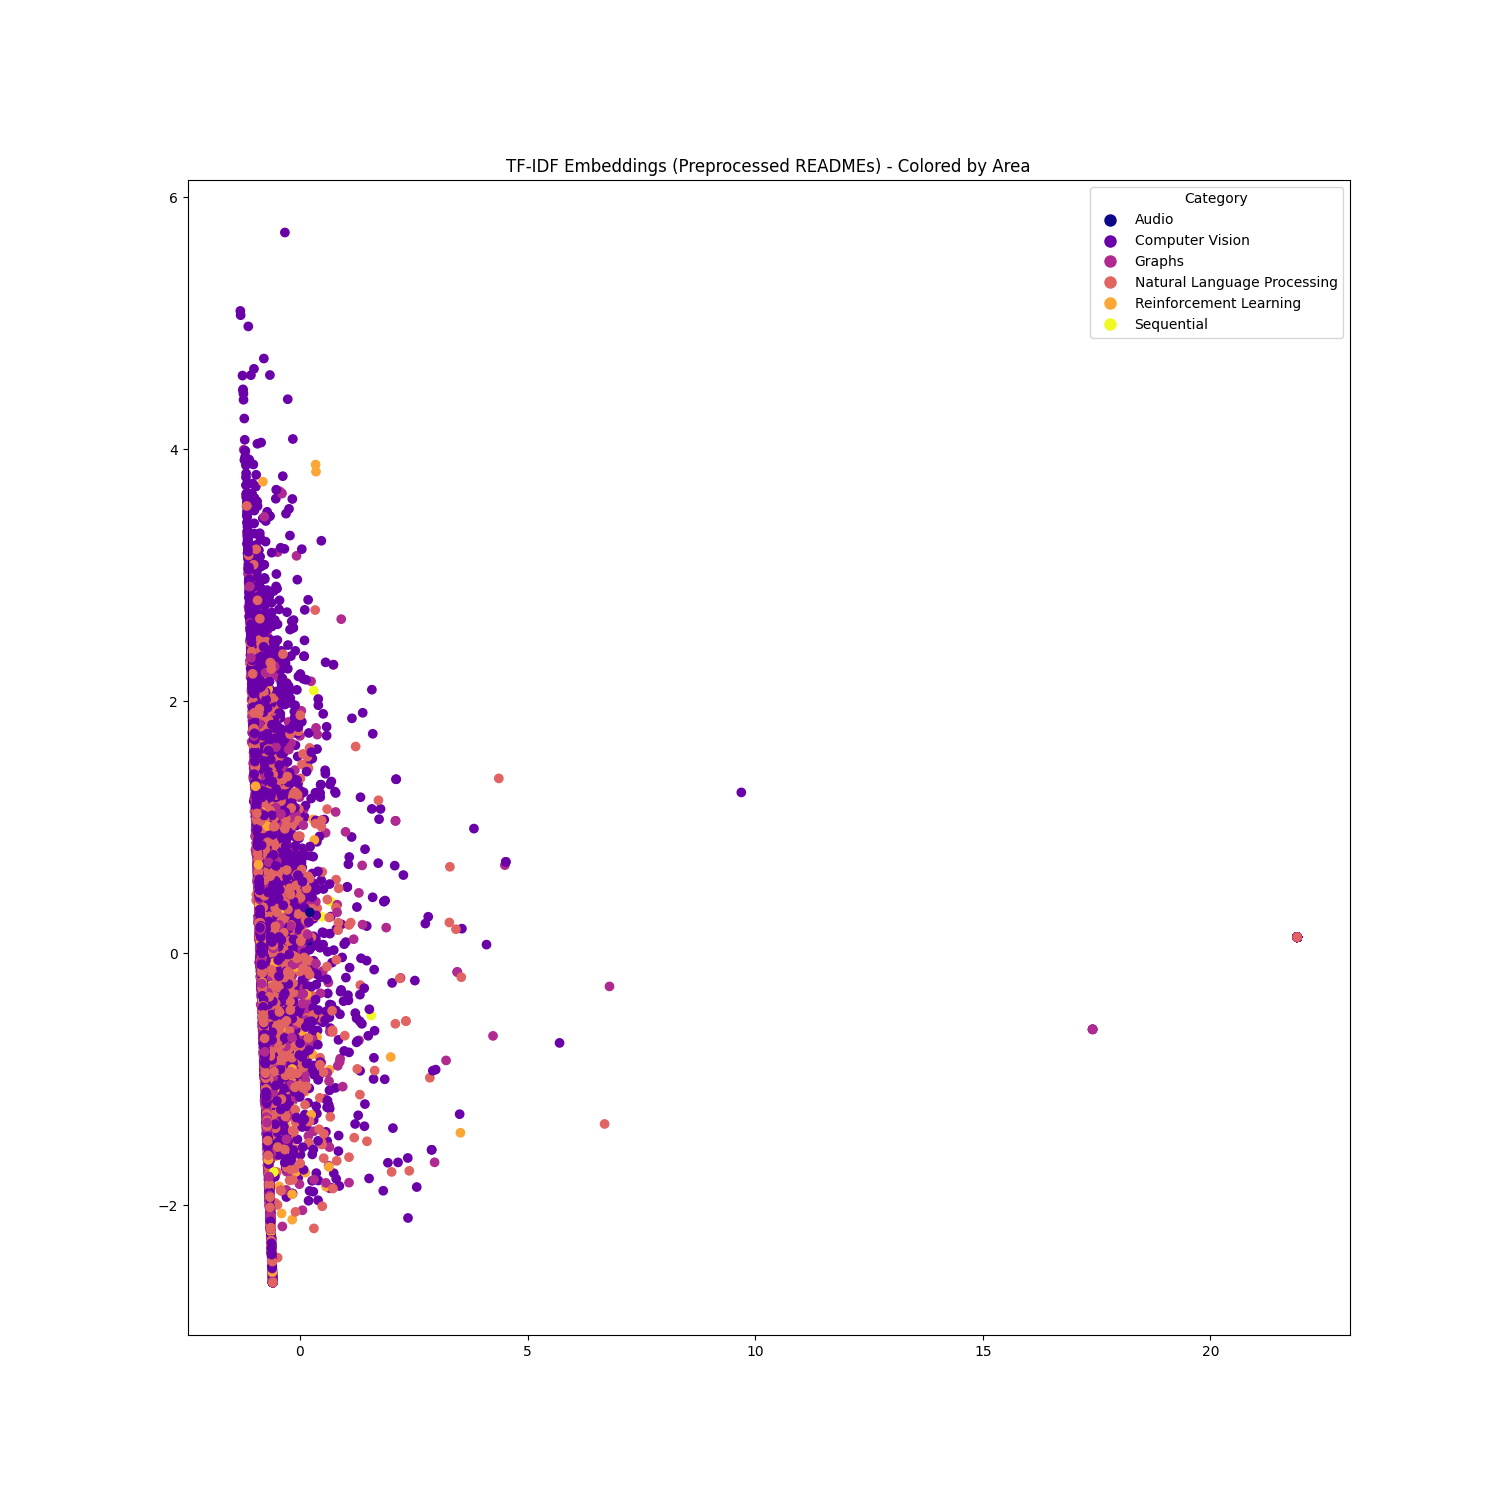 TF-IDF Embeddings (Preprocessed READMEs) - Colored by Area
Category
Audio
Computer Vision
Graphs
Natural Language Processing
Reinforcement Learning
Sequential
6
4
2
0
−2
0
5
10
15
20